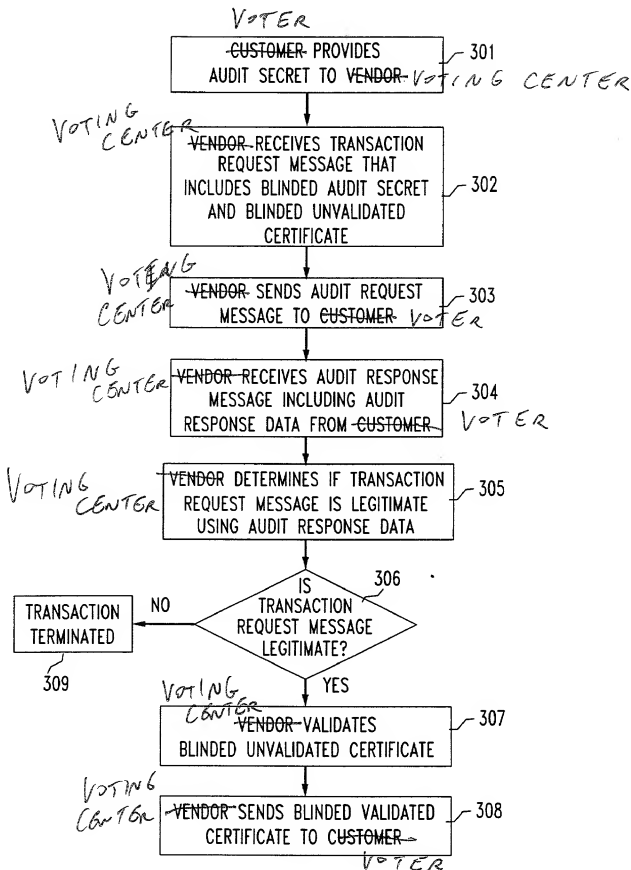 VOTER
CUSTOMER PROVIDES
AUDIT SECRET TO VENDOR VOTING CENTER
301
VOTING
CENTER
VENDOR RECEIVES TRANSACTION
REQUEST MESSAGE THAT
INCLUDES BLINDED AUDIT SECRET
AND BLINDED UNVALIDATED
CERTIFICATE
302
VOTING
CENTER
VENDOR SENDS AUDIT REQUEST
MESSAGE TO CUSTOMER VOTER
303
VOTING
CENTER
VENDOR RECEIVES AUDIT RESPONSE
MESSAGE INCLUDING AUDIT
RESPONSE DATA FROM CUSTOMER VOTER
304
VOTING
CENTER
VENDOR DETERMINES IF TRANSACTION
REQUEST MESSAGE IS LEGITIMATE
USING AUDIT RESPONSE DATA
305
IS
TRANSACTION
REQUEST MESSAGE
LEGITIMATE?
306
NO
TRANSACTION
TERMINATED
309
YES
VOTING
CENTER
VENDOR VALIDATES
BLINDED UNVALIDATED CERTIFICATE
307
VOTING
CENTER
VENDOR SENDS BLINDED VALIDATED
CERTIFICATE TO CUSTOMER
VOTER
308